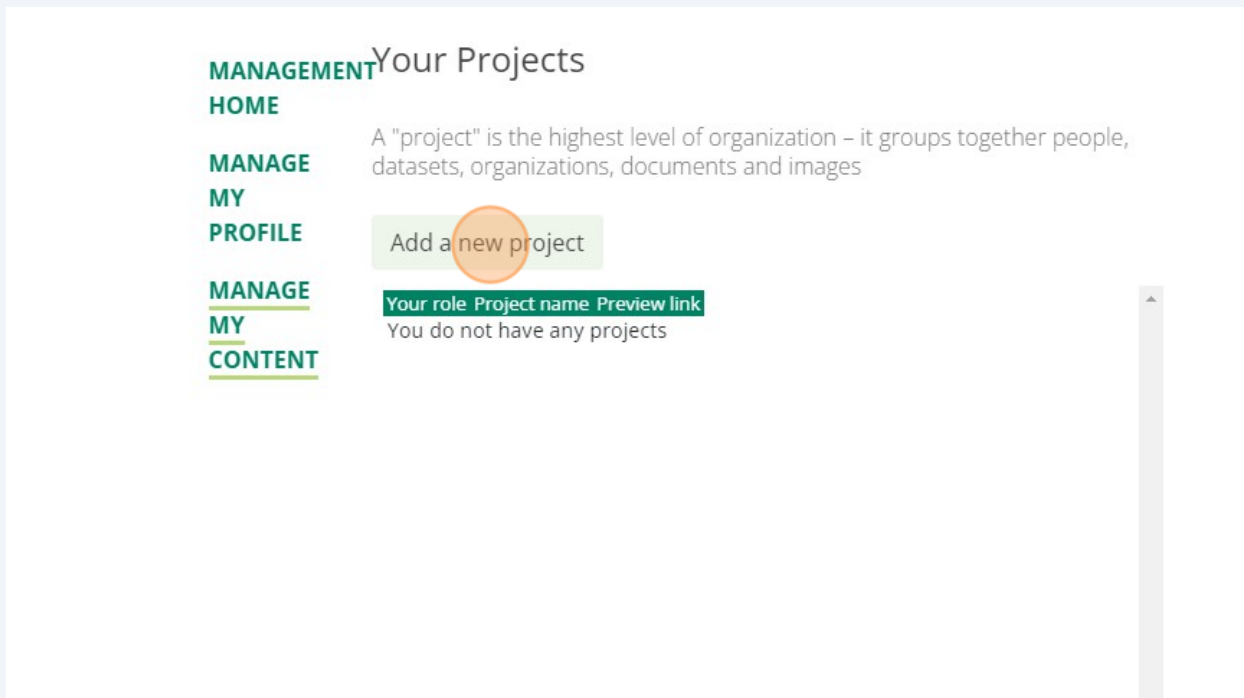 MANAGEMENT
HOME
MANAGE
MY
PROFILE
MANAGE
MY
CONTENT
Your Projects
A "project" is the highest level of organization – it groups together people,
datasets, organizations, documents and images
Add a new project
Your role Project name Preview link
You do not have any projects